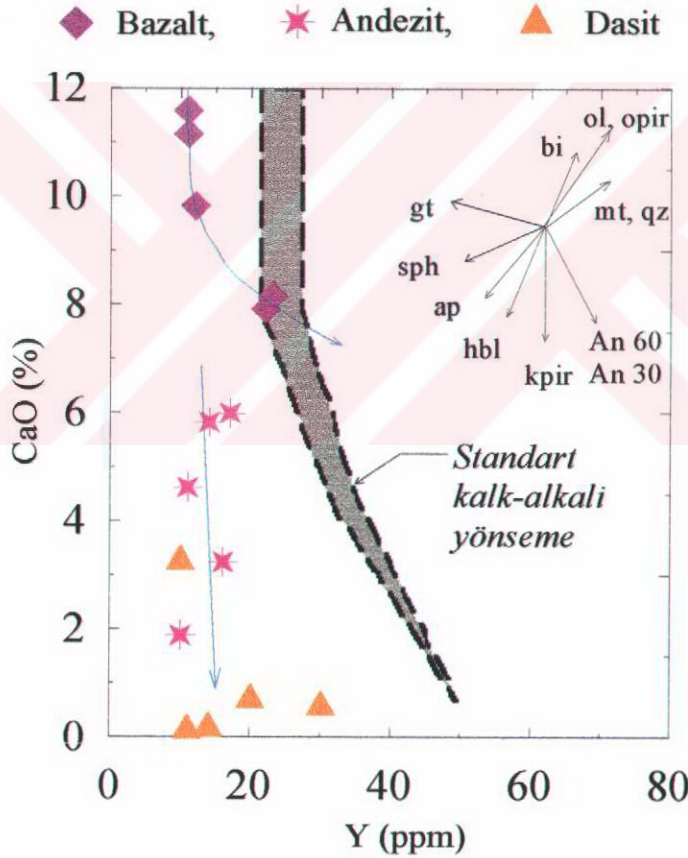 Bazalt, Andezit, Dasit
12
10
8
6
4
2
0
CaO (%)
ol, opir
bi
gt
mt, qz
sph
ap
hbl
An 60
kpir
An 30
Standart
kalk-alkali
yönseme
0 20 40 60 80
Y (ppm)